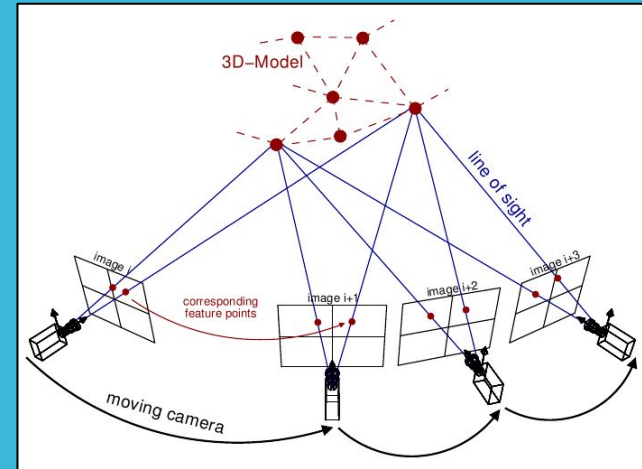 3D–Model
line of sight
image i
image i+1
image i+2
image i+3
corresponding
feature points
moving camera